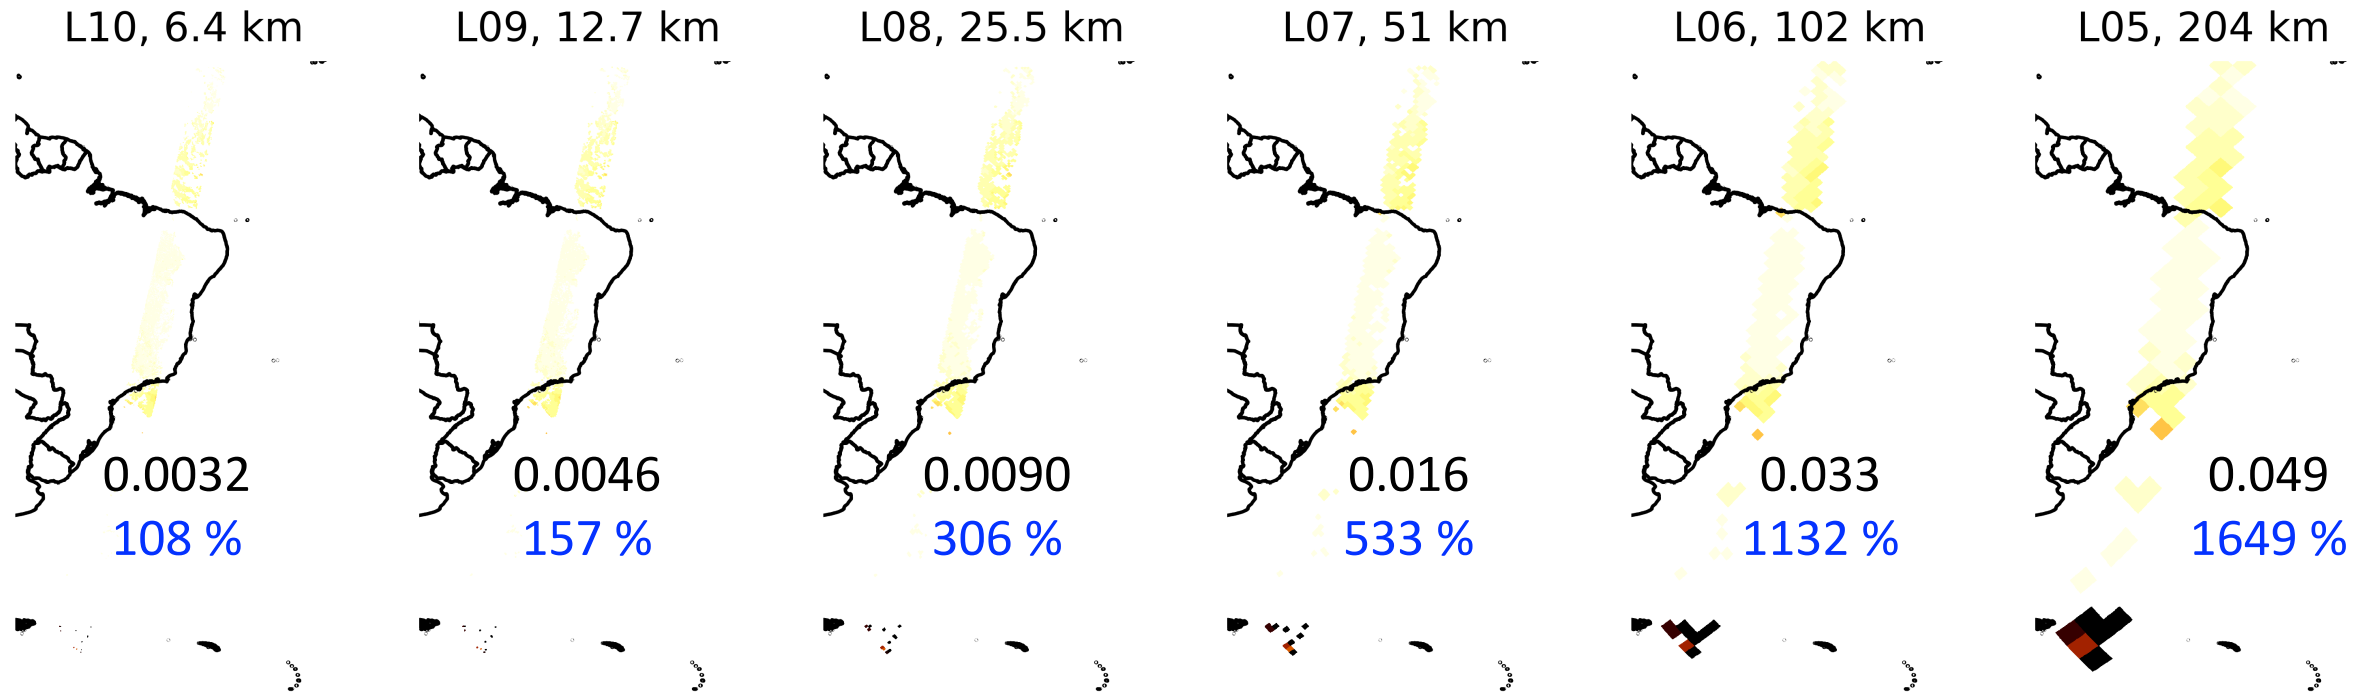 L10, 6.4 km
L09, 12.7 km
L08, 25.5 km
L07, 51 km
L06, 102 km
L05, 204 km
0.0032
0.0046
0.0090
0.016
0.033
0.049
108 %
157 %
306 %
533 %
1132 %
1649 %